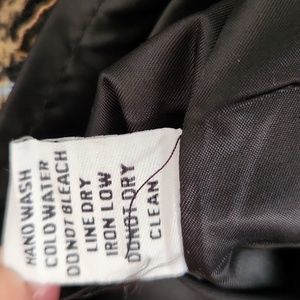 HAND WASH
COLD WATER
DO NOT BLEACH
LINE DRY
IRON LOW
DO NOT DRY
CLEAN